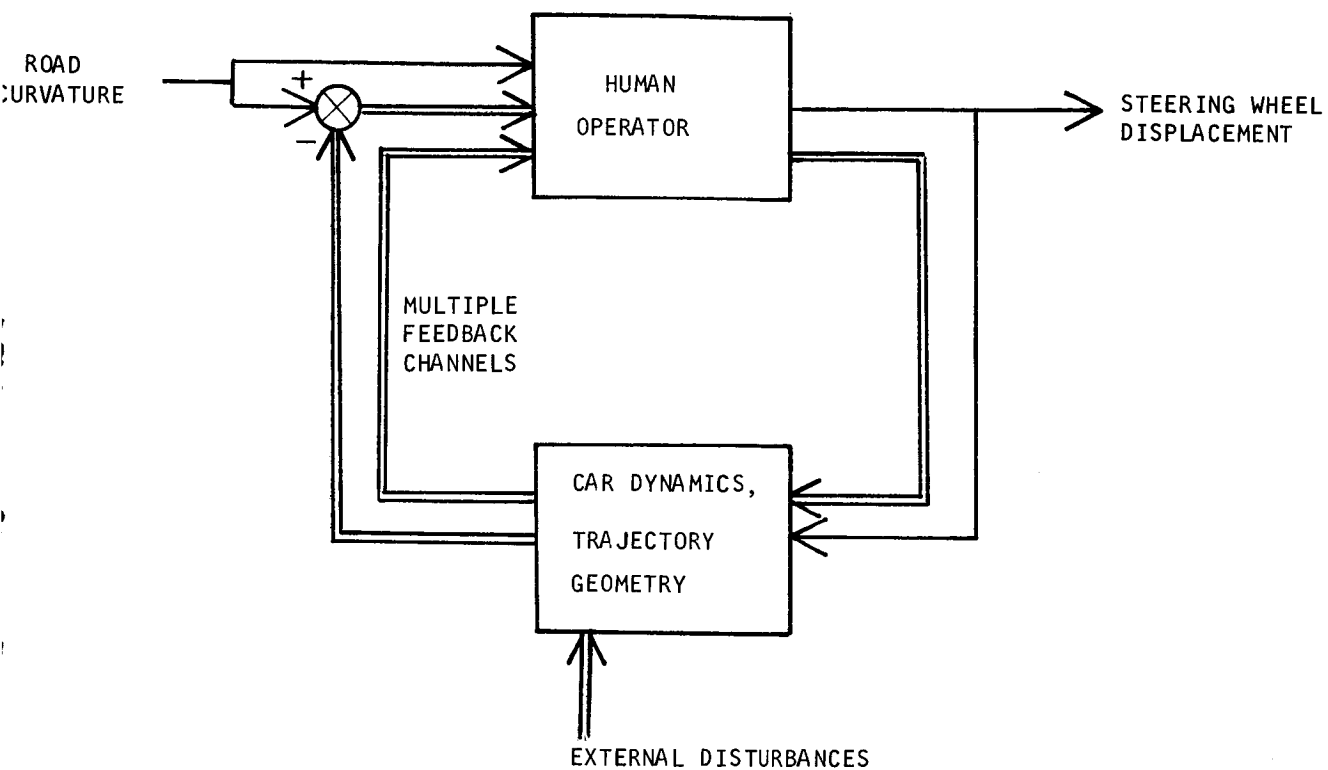 ROAD
CURVATURE
+
−
HUMAN
OPERATOR
STEERING WHEEL
DISPLACEMENT
MULTIPLE
FEEDBACK
CHANNELS
CAR DYNAMICS,
TRAJECTORY
GEOMETRY
EXTERNAL DISTURBANCES